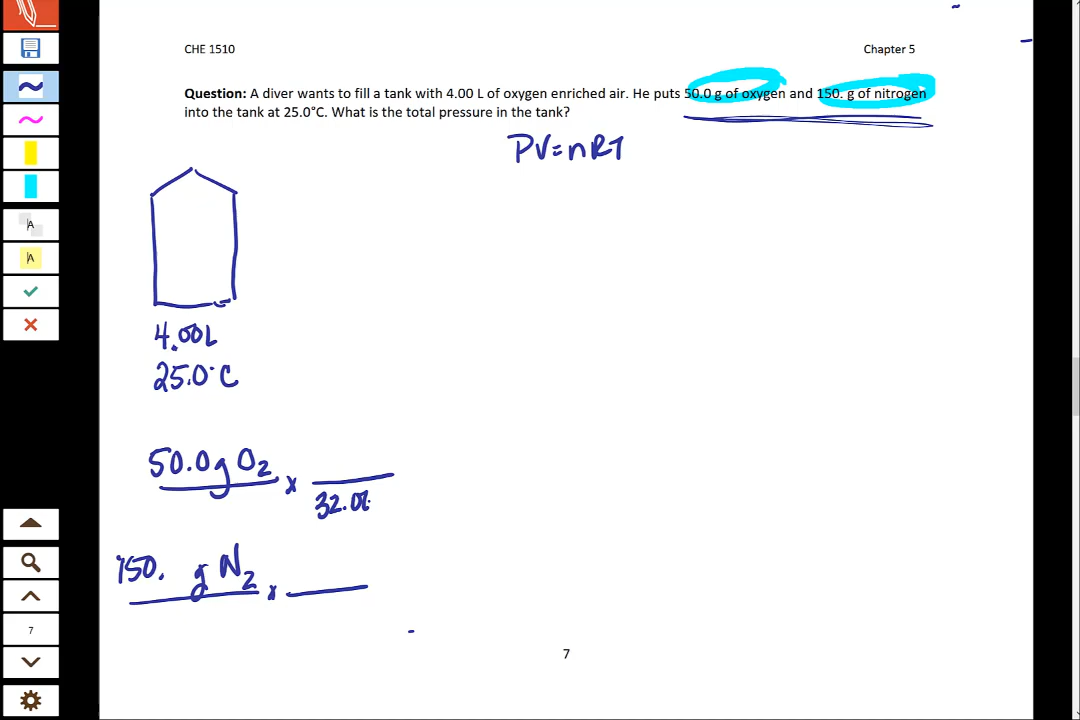 CHE 1510
Chapter 5
Question: A diver wants to fill a tank with 4.00 L of oxygen enriched air. He puts 50.0 g of oxygen and 150. g of nitrogen
into the tank at 25.0°C. What is the total pressure in the tank?
PV=nRT
4.00L
25.0°C
50.0g O₂ x
32.0
150. g N₂ x
7
7
A
A